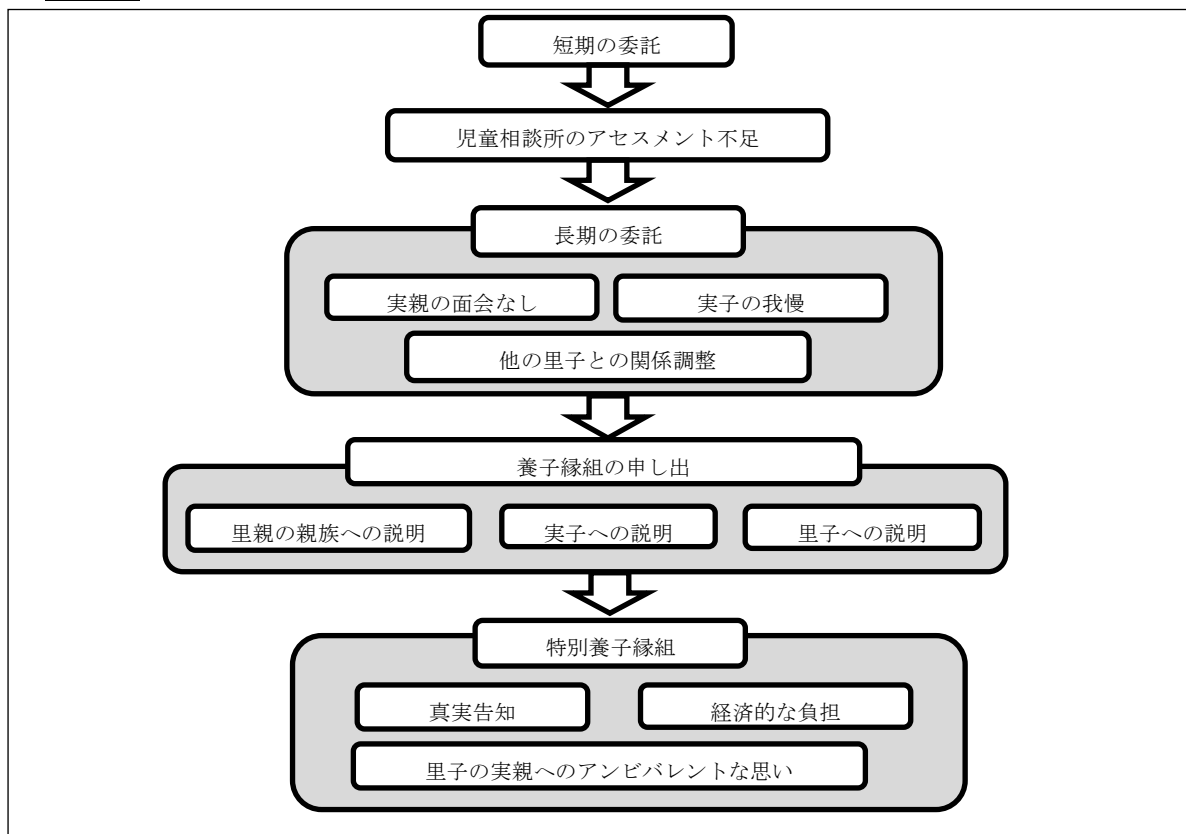 短期の委託
児童相談所のアセスメント不足
長期の委託
実親の面会なし
実子の我慢
他の里子との関係調整
養子縁組の申し出
里親の親族への説明
実子への説明
里子への説明
特別養子縁組
真実告知
経済的な負担
里子の実親へのアンビバレントな思い